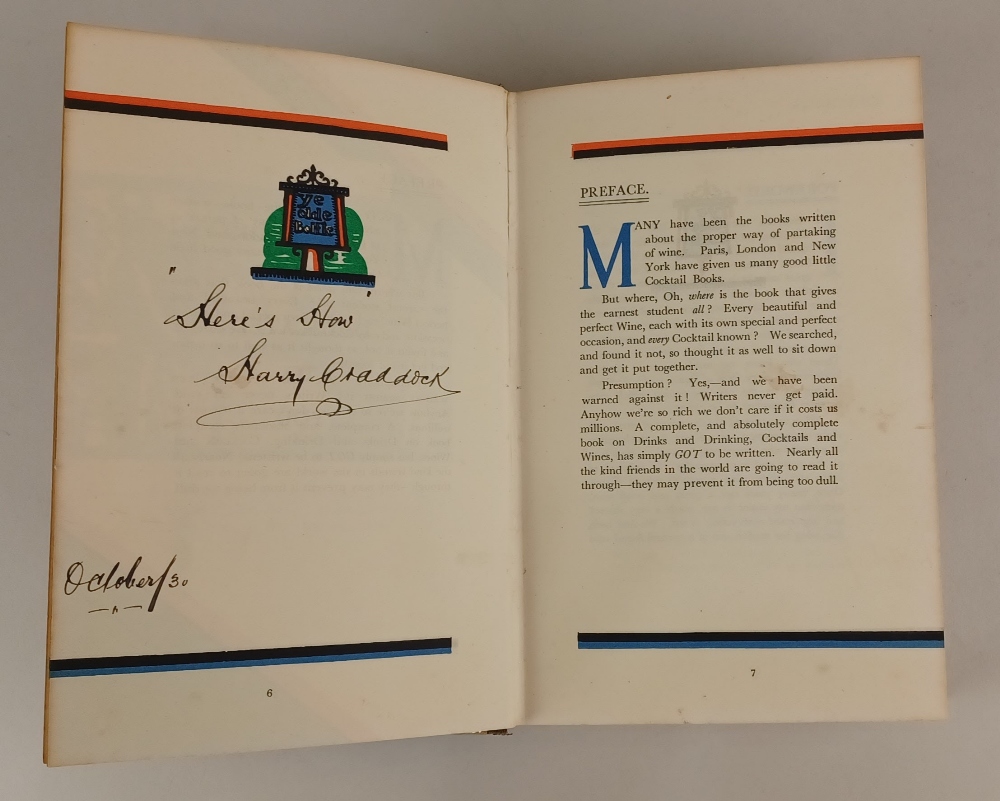 Ye
Olde
Bottle
"Here's How"
Harry Craddock
October/30
6
PREFACE.
MANY have been the books written
about the proper way of partaking
of wine. Paris, London and New
York have given us many good little
Cocktail Books.
But where, Oh, where is the book that gives
the earnest student all? Every beautiful and
perfect Wine, each with its own special and perfect
occasion, and every Cocktail known? We searched,
and found it not, so thought it as well to sit down
and get it put together.
Presumption? Yes,—and we have been
warned against it! Writers never get paid.
Anyhow we're so rich we don't care if it costs us
millions. A complete, and absolutely complete
book on Drinks and Drinking, Cocktails and
Wines, has simply GOT to be written. Nearly all
the kind friends in the world are going to read it
through—they may prevent it from being too dull.
7